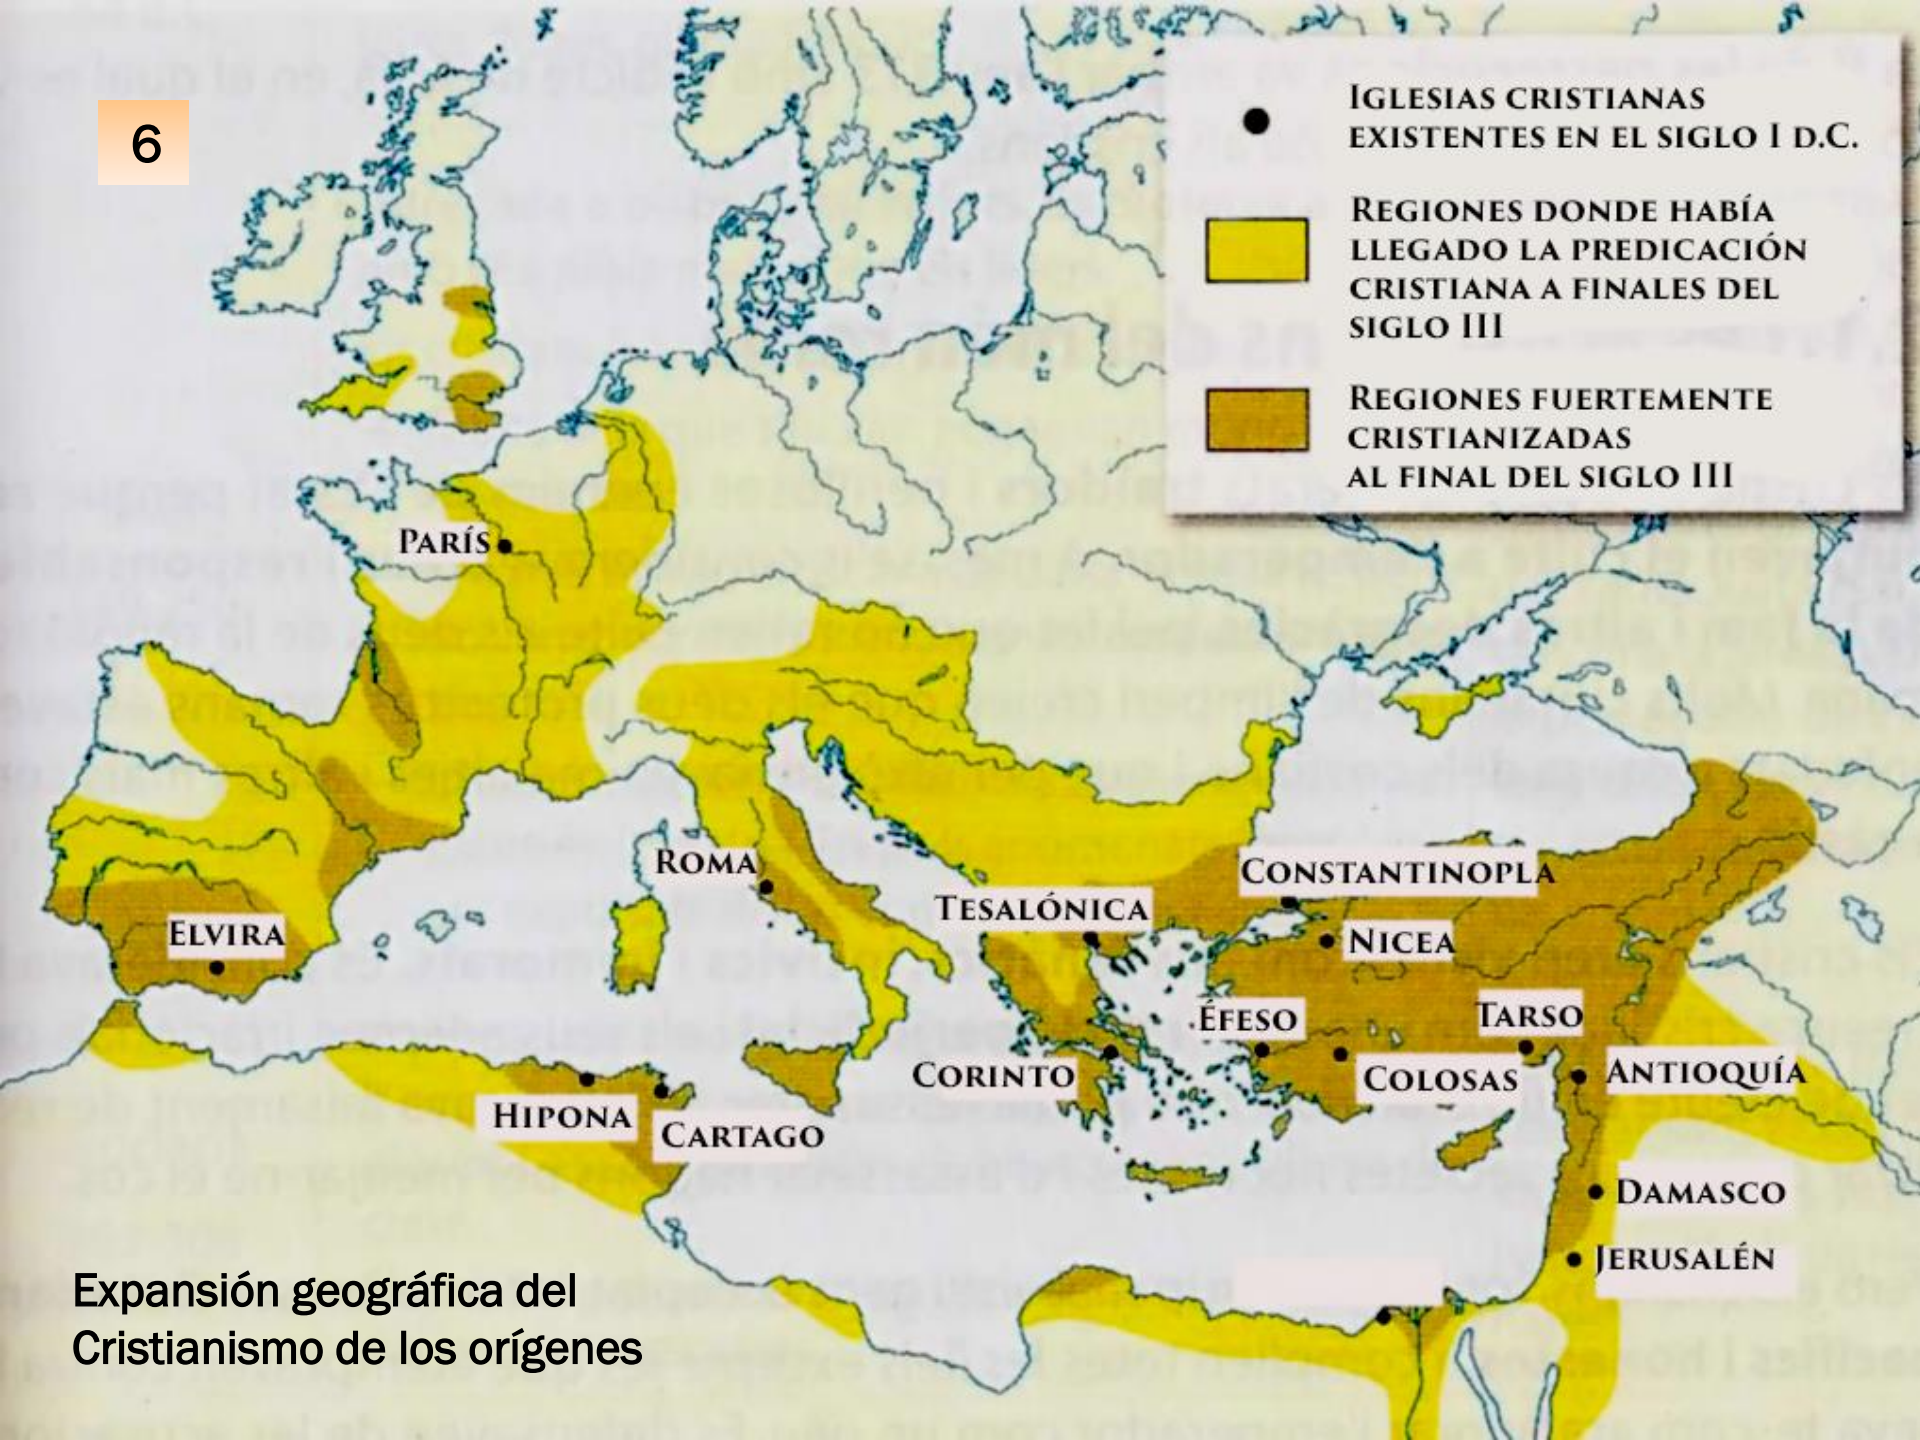 6
IGLESIAS CRISTIANAS
EXISTENTES EN EL SIGLO I D.C.
REGIONES DONDE HABÍA
LLEGADO LA PREDICACIÓN
CRISTIANA A FINALES DEL
SIGLO III
REGIONES FUERTEMENTE
CRISTIANIZADAS
AL FINAL DEL SIGLO III
PARÍS
ROMA
CONSTANTINOPLA
TESALÓNICA
ELVIRA
NICEA
ÉFESO
TARSO
CORINTO
COLOSAS
ANTIOQUÍA
HIPONA
CARTAGO
DAMASCO
JERUSALÉN
Expansión geográfica del
Cristianismo de los orígenes